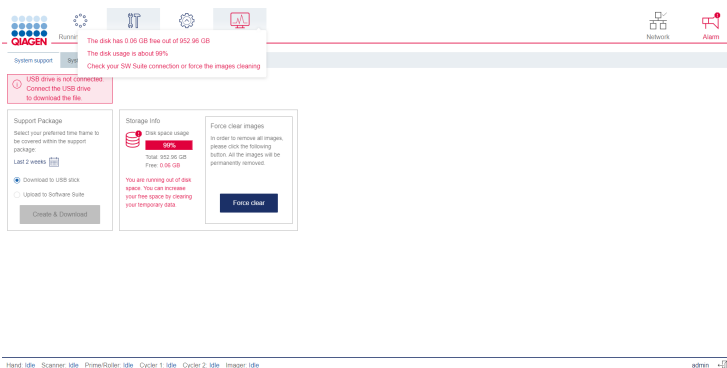 QIAGEN
Runni
Network
Alarm
The disk has 0.06 GB free out of 952.96 GB
The disk usage is about 99%
Check your SW Suite connection or force the images cleaning
System support
Sys
USB drive is not connected.
Connect the USB drive
to download the file.
Support Package
Select your preferred time frame to
be covered within the support
package:
Last 2 weeks
Download to USB stick
Upload to Software Suite
Create & Download
Storage Info
Disk space usage
99%
Total: 952.96 GB
Free: 0.06 GB
You are running out of disk
space. You can increase
your free space by clearing
your temporary data.
Force clear images
In order to remove all images,
please click the following
button. All the images will be
permanently removed.
Force clear
Hand: Idle Scanner: Idle Prime/Roller: Idle Cycler 1: Idle Cycler 2: Idle Imager: Idle
admin